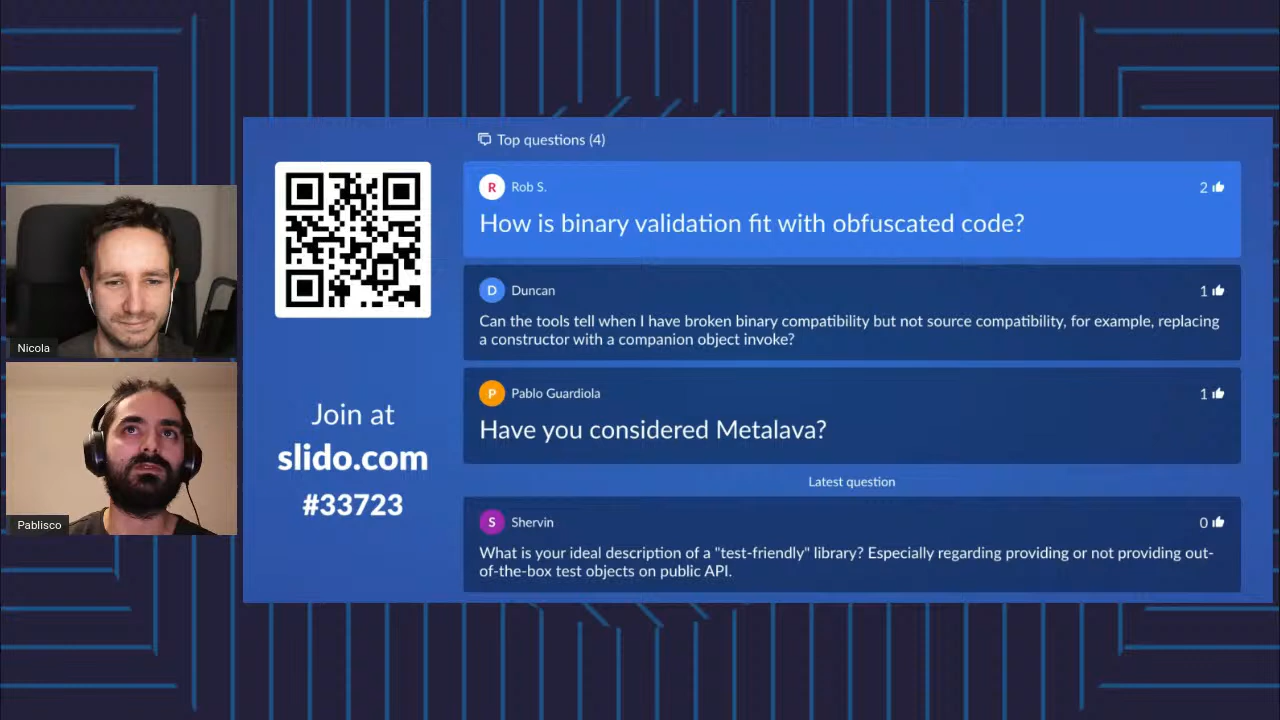 Top questions (4)
R Rob S. 2
How is binary validation fit with obfuscated code?
D Duncan 1
Can the tools tell when I have broken binary compatibility but not source compatibility, for example, replacing
a constructor with a companion object invoke?
P Pablo Guardiola 1
Have you considered Metalava?
Latest question
S Shervin 0
What is your ideal description of a "test-friendly" library? Especially regarding providing or not providing out-
of-the-box test objects on public API.
Join at
slido.com
#33723
Nicola
Pablisco